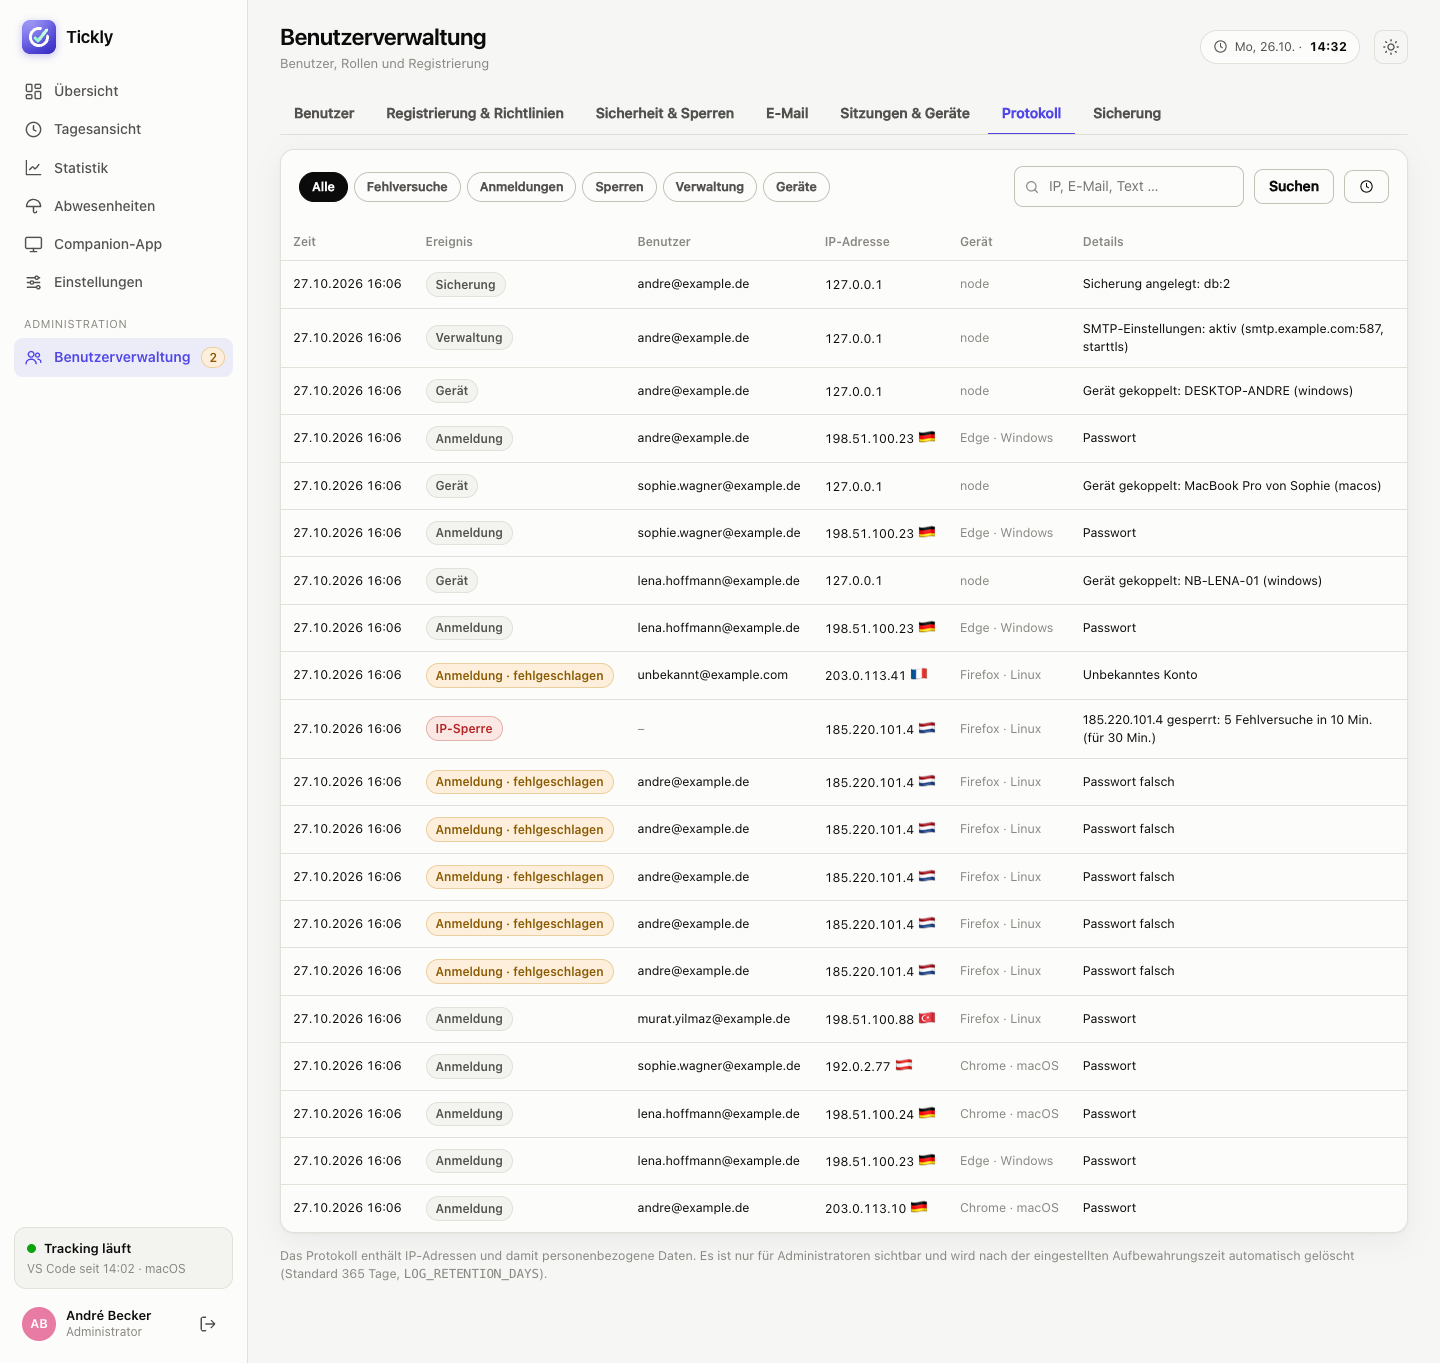 Tickly
Übersicht
Tagesansicht
Statistik
Abwesenheiten
Companion-App
Einstellungen
ADMINISTRATION
Benutzerverwaltung 2
Tracking läuft
VS Code seit 14:02 · macOS
AB
André Becker
Administrator
Benutzerverwaltung
Benutzer, Rollen und Registrierung
Mo, 26.10. · 14:32
Benutzer Registrierung & Richtlinien Sicherheit & Sperren E-Mail Sitzungen & Geräte Protokoll Sicherung
Alle Fehlversuche Anmeldungen Sperren Verwaltung Geräte IP, E-Mail, Text ... Suchen
Zeit Ereignis Benutzer IP-Adresse Gerät Details
27.10.2026 16:06 Sicherung andre@example.de 127.0.0.1 node Sicherung angelegt: db:2
27.10.2026 16:06 Verwaltung andre@example.de 127.0.0.1 node SMTP-Einstellungen: aktiv (smtp.example.com:587,
starttls)
27.10.2026 16:06 Gerät andre@example.de 127.0.0.1 node Gerät gekoppelt: DESKTOP-ANDRE (windows)
27.10.2026 16:06 Anmeldung andre@example.de 198.51.100.23 Edge · Windows Passwort
27.10.2026 16:06 Gerät sophie.wagner@example.de 127.0.0.1 node Gerät gekoppelt: MacBook Pro von Sophie (macos)
27.10.2026 16:06 Anmeldung sophie.wagner@example.de 198.51.100.23 Edge · Windows Passwort
27.10.2026 16:06 Gerät lena.hoffmann@example.de 127.0.0.1 node Gerät gekoppelt: NB-LENA-01 (windows)
27.10.2026 16:06 Anmeldung lena.hoffmann@example.de 198.51.100.23 Edge · Windows Passwort
27.10.2026 16:06 Anmeldung · fehlgeschlagen unbekannt@example.com 203.0.113.41 Firefox · Linux Unbekanntes Konto
27.10.2026 16:06 IP-Sperre – 185.220.101.4 Firefox · Linux 185.220.101.4 gesperrt: 5 Fehlversuche in 10 Min.
(für 30 Min.)
27.10.2026 16:06 Anmeldung · fehlgeschlagen andre@example.de 185.220.101.4 Firefox · Linux Passwort falsch
27.10.2026 16:06 Anmeldung · fehlgeschlagen andre@example.de 185.220.101.4 Firefox · Linux Passwort falsch
27.10.2026 16:06 Anmeldung · fehlgeschlagen andre@example.de 185.220.101.4 Firefox · Linux Passwort falsch
27.10.2026 16:06 Anmeldung · fehlgeschlagen andre@example.de 185.220.101.4 Firefox · Linux Passwort falsch
27.10.2026 16:06 Anmeldung · fehlgeschlagen andre@example.de 185.220.101.4 Firefox · Linux Passwort falsch
27.10.2026 16:06 Anmeldung murat.yilmaz@example.de 198.51.100.88 Firefox · Linux Passwort
27.10.2026 16:06 Anmeldung sophie.wagner@example.de 192.0.2.77 Chrome · macOS Passwort
27.10.2026 16:06 Anmeldung lena.hoffmann@example.de 198.51.100.24 Chrome · macOS Passwort
27.10.2026 16:06 Anmeldung lena.hoffmann@example.de 198.51.100.23 Edge · Windows Passwort
27.10.2026 16:06 Anmeldung andre@example.de 203.0.113.10 Chrome · macOS Passwort
Das Protokoll enthält IP-Adressen und damit personenbezogene Daten. Es ist nur für Administratoren sichtbar und wird nach der eingestellten Aufbewahrungszeit automatisch gelöscht
(Standard 365 Tage, LOG_RETENTION_DAYS).